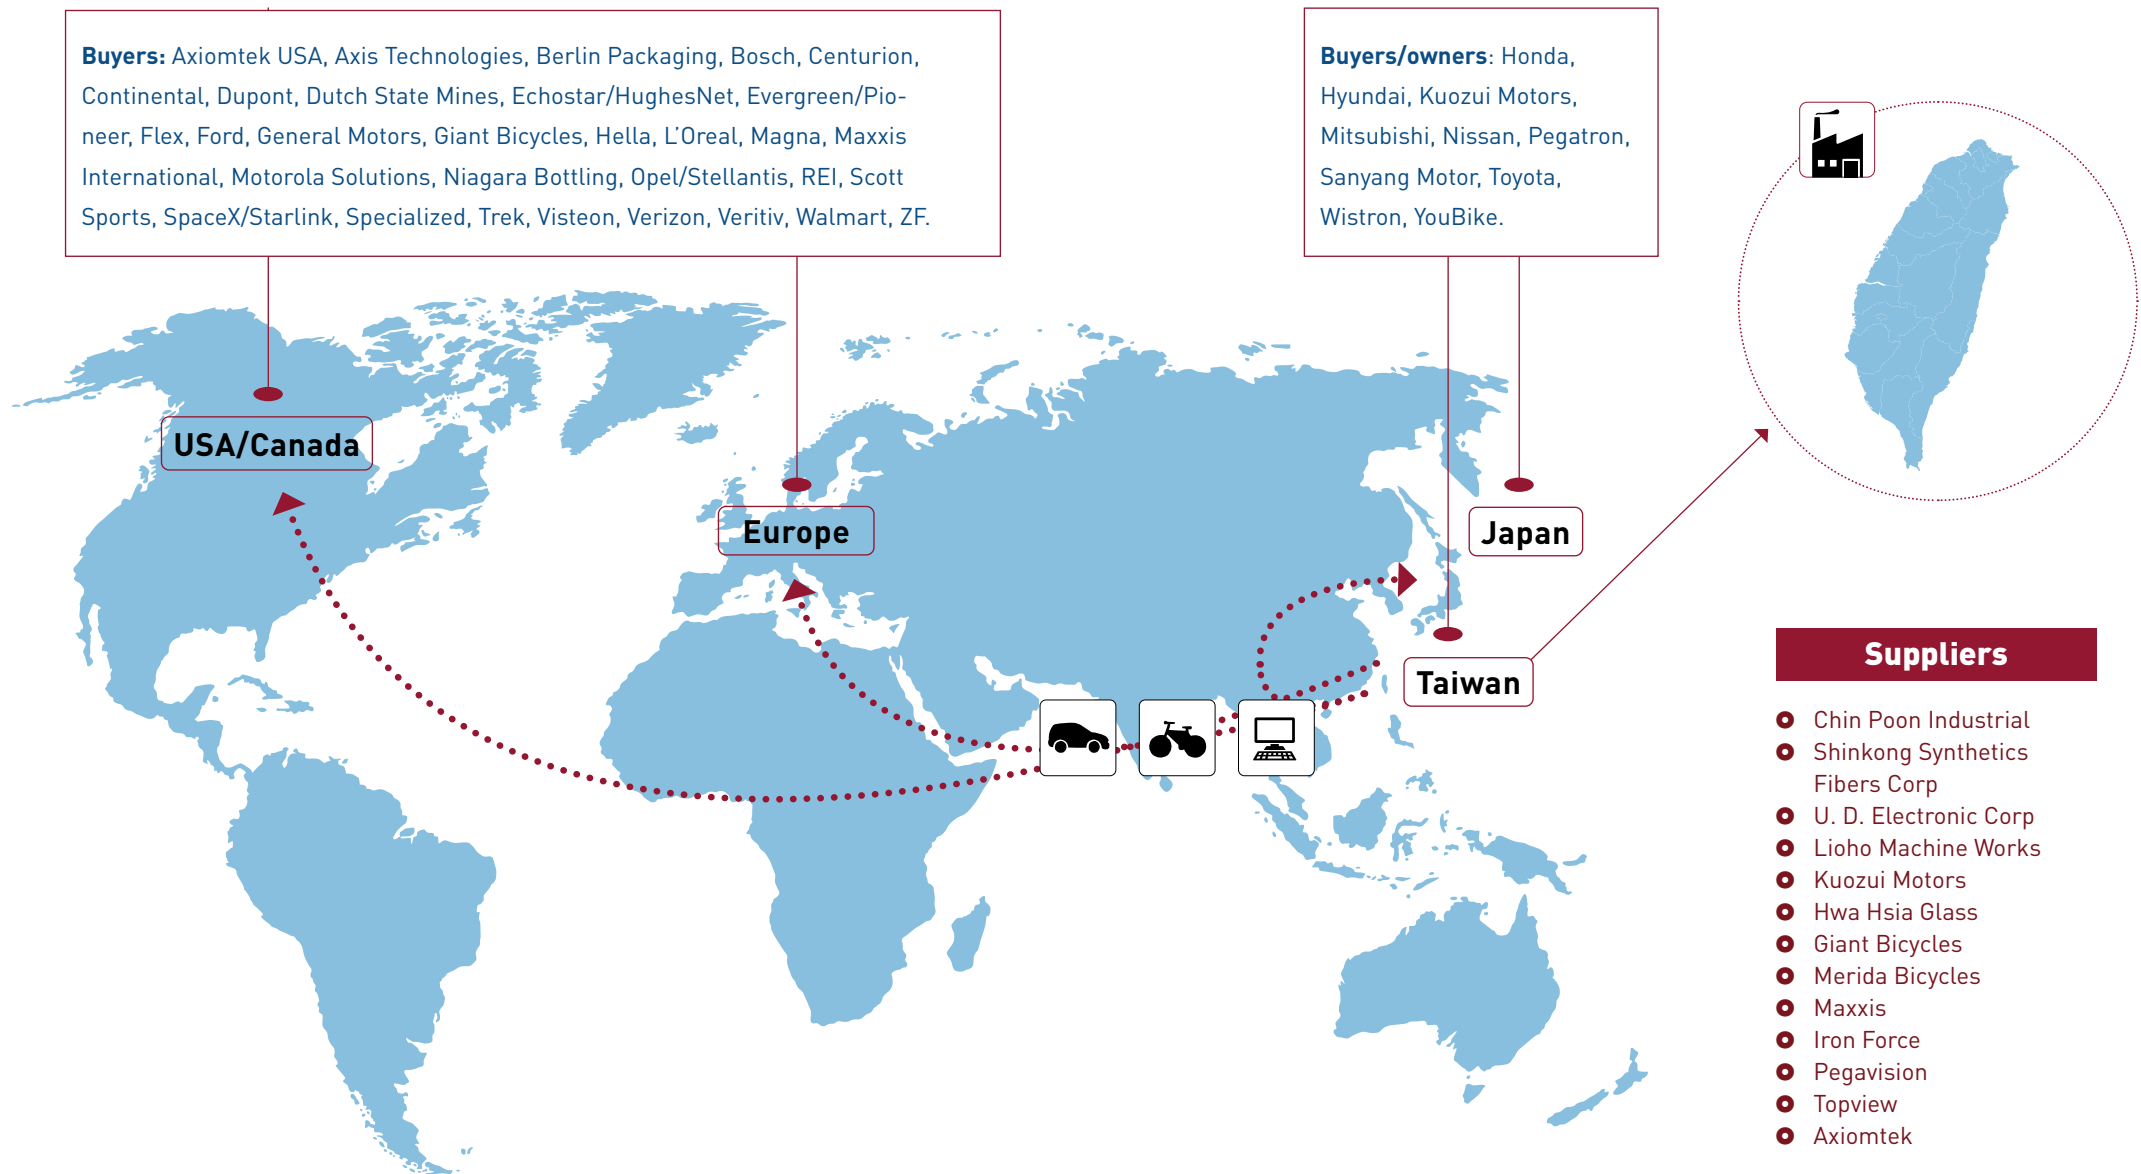 Buyers: Axiomtek USA, Axis Technologies, Berlin Packaging, Bosch, Centurion,
Continental, Dupont, Dutch State Mines, Echostar/HughesNet, Evergreen/Pio-
neer, Flex, Ford, General Motors, Giant Bicycles, Hella, L’Oreal, Magna, Maxxis
International, Motorola Solutions, Niagara Bottling, Opel/Stellantis, REI, Scott
Sports, SpaceX/Starlink, Specialized, Trek, Visteon, Verizon, Veritiv, Walmart, ZF.
Buyers/owners: Honda,
Hyundai, Kuozui Motors,
Mitsubishi, Nissan, Pegatron,
Sanyang Motor, Toyota,
Wistron, YouBike.
USA/Canada
Europe
Japan
Taiwan
Suppliers
Chin Poon Industrial
Shinkong Synthetics
Fibers Corp
U. D. Electronic Corp
Lioho Machine Works
Kuozui Motors
Hwa Hsia Glass
Giant Bicycles
Merida Bicycles
Maxxis
Iron Force
Pegavision
Topview
Axiomtek